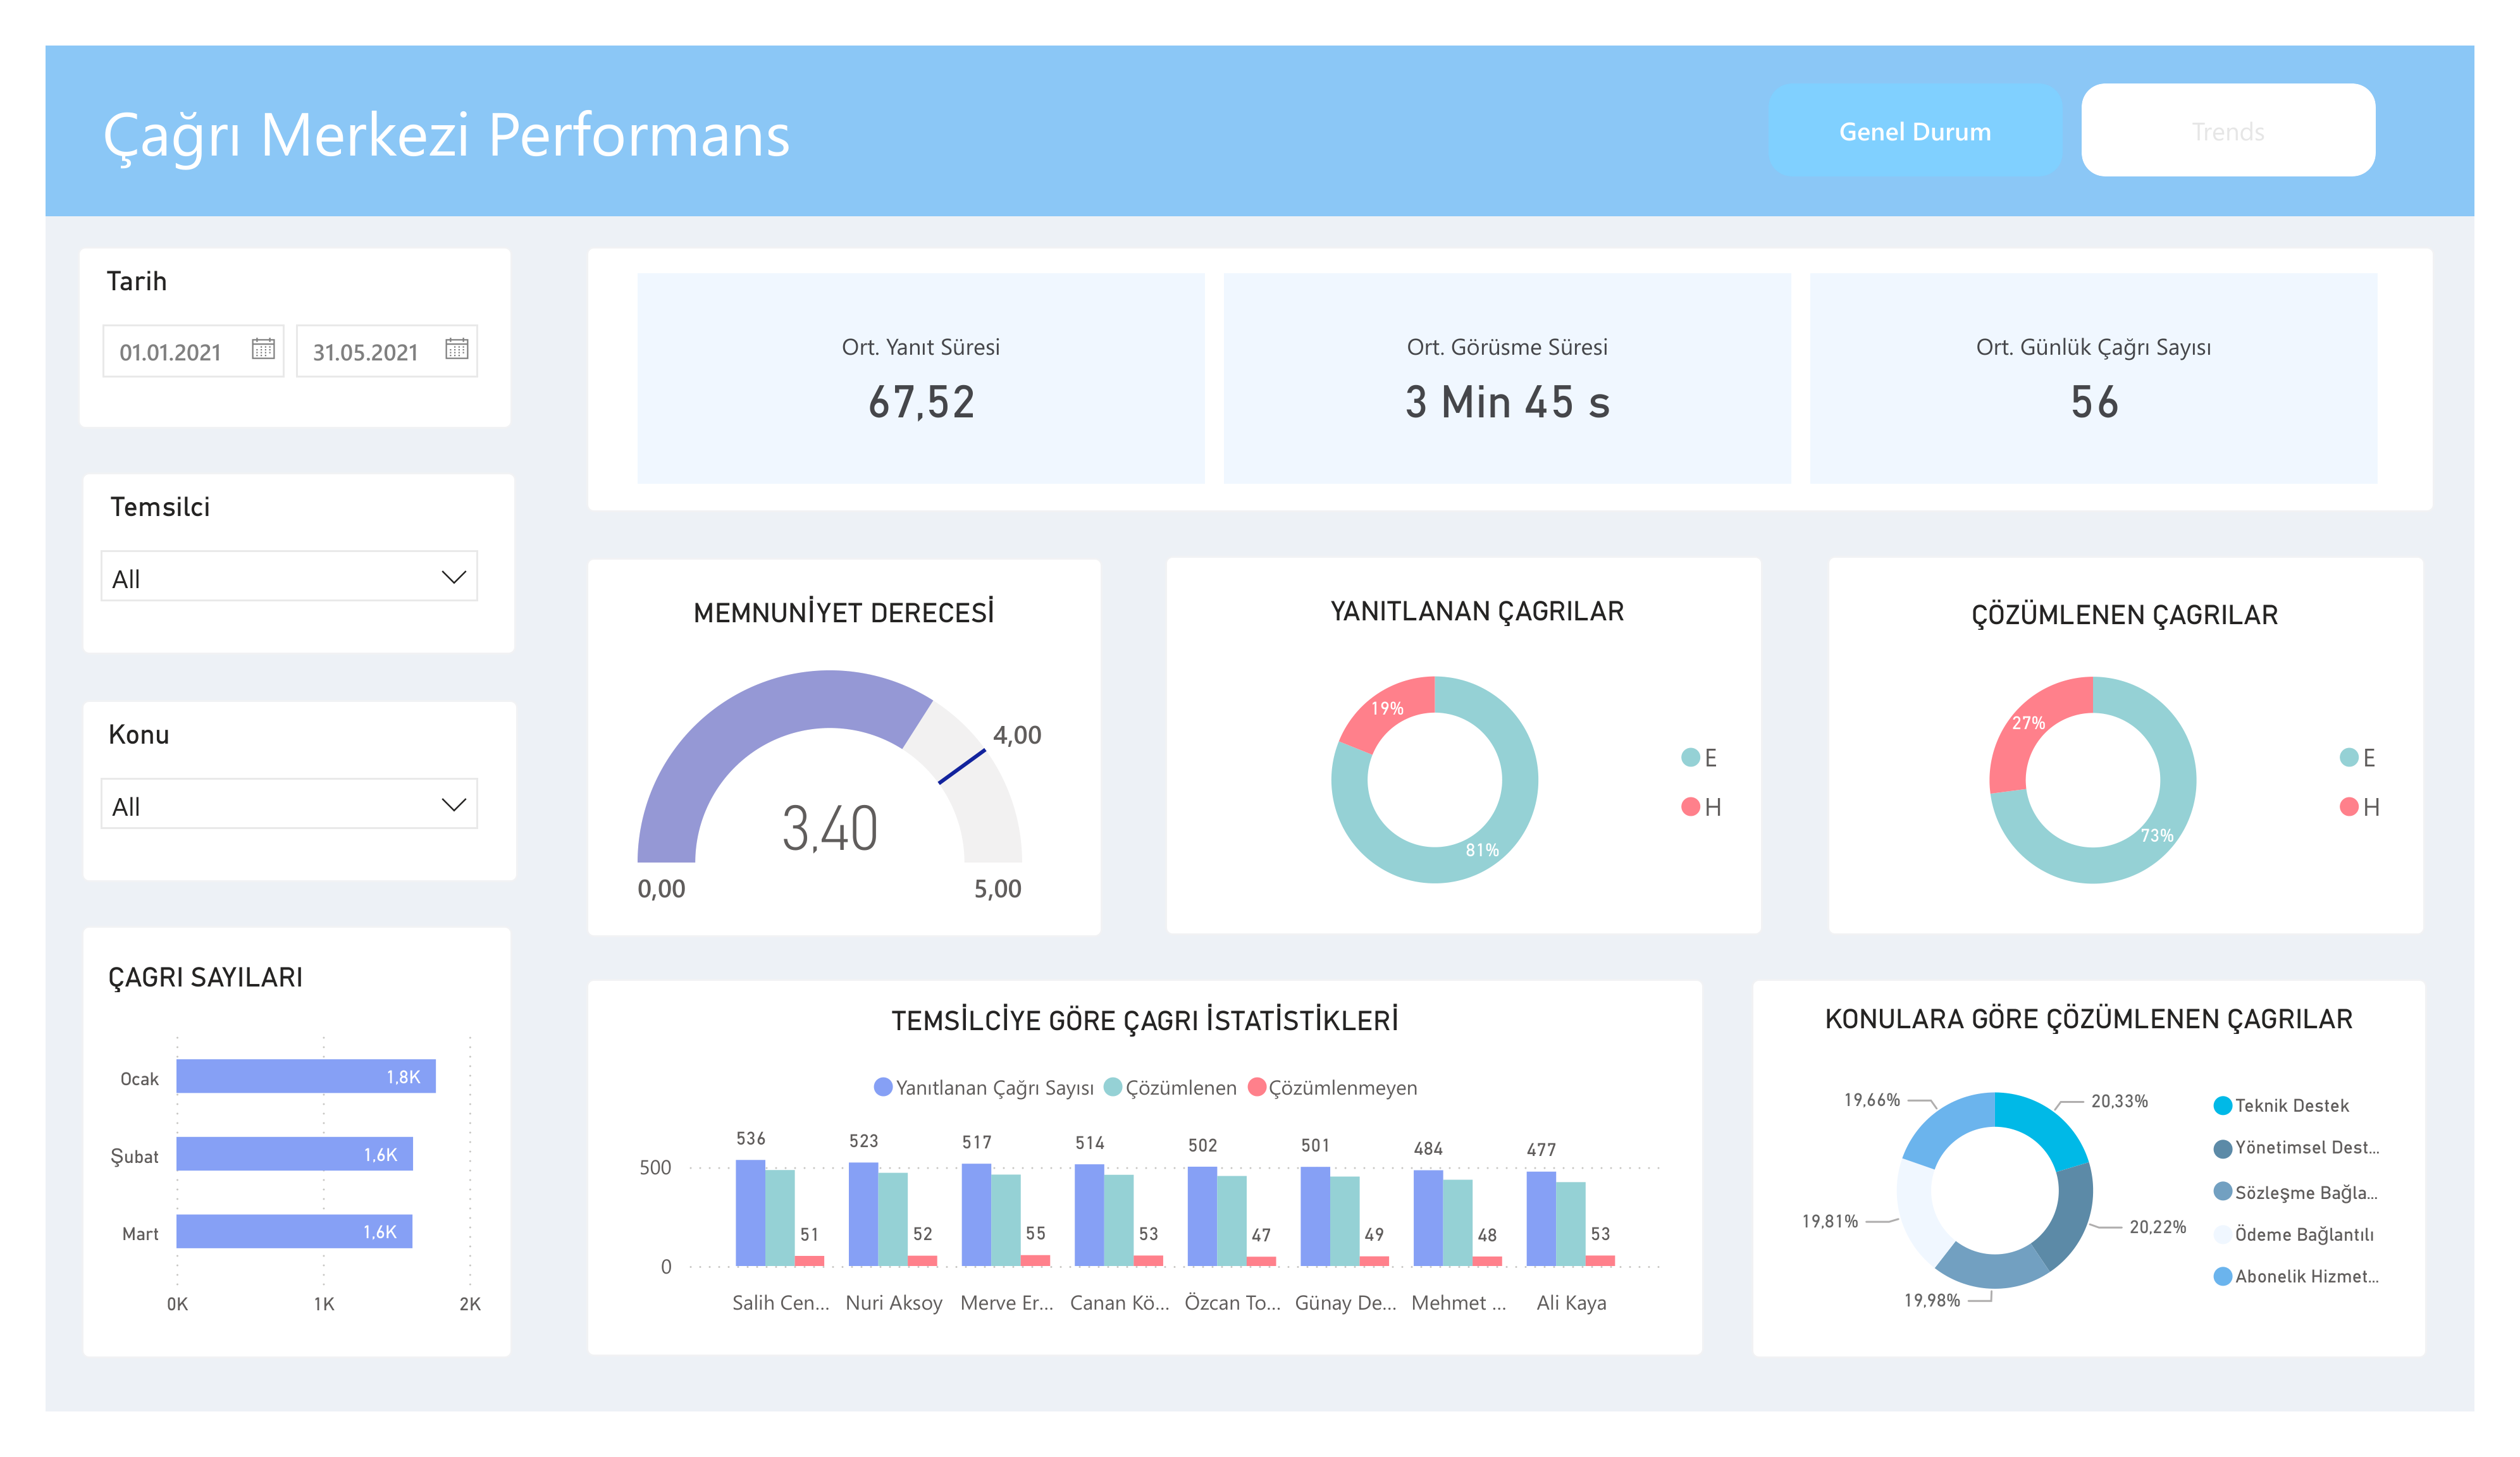 Çağrı Merkezi Performans
Genel Durum
Trends
Tarih
01.01.2021
31.05.2021
Temsilci
All
Konu
All
Ort. Yanıt Süresi
67,52
Ort. Görüsme Süresi
3 Min 45 s
Ort. Günlük Çağrı Sayısı
56
MEMNUNİYET DERECESİ
4,00
3,40
0,00
5,00
YANITLANAN ÇAGRILAR
19%
81%
E
H
ÇÖZÜMLENEN ÇAGRILAR
27%
73%
E
H
ÇAGRI SAYILARI
Ocak
1,8K
Şubat
1,6K
Mart
1,6K
0K
1K
2K
TEMSİLCİYE GÖRE ÇAGRI İSTATİSTİKLERİ
Yanıtlanan Çağrı Sayısı
Çözümlenen
Çözümlenmeyen
536
523
517
514
502
501
484
477
500
51
52
55
53
47
49
48
53
0
Salih Cen...
Nuri Aksoy
Merve Er...
Canan Kö...
Özcan To...
Günay De...
Mehmet ...
Ali Kaya
KONULARA GÖRE ÇÖZÜMLENEN ÇAGRILAR
19,66%
20,33%
19,81%
20,22%
19,98%
Teknik Destek
Yönetimsel Dest...
Sözleşme Bağla...
Ödeme Bağlantılı
Abonelik Hizmet...